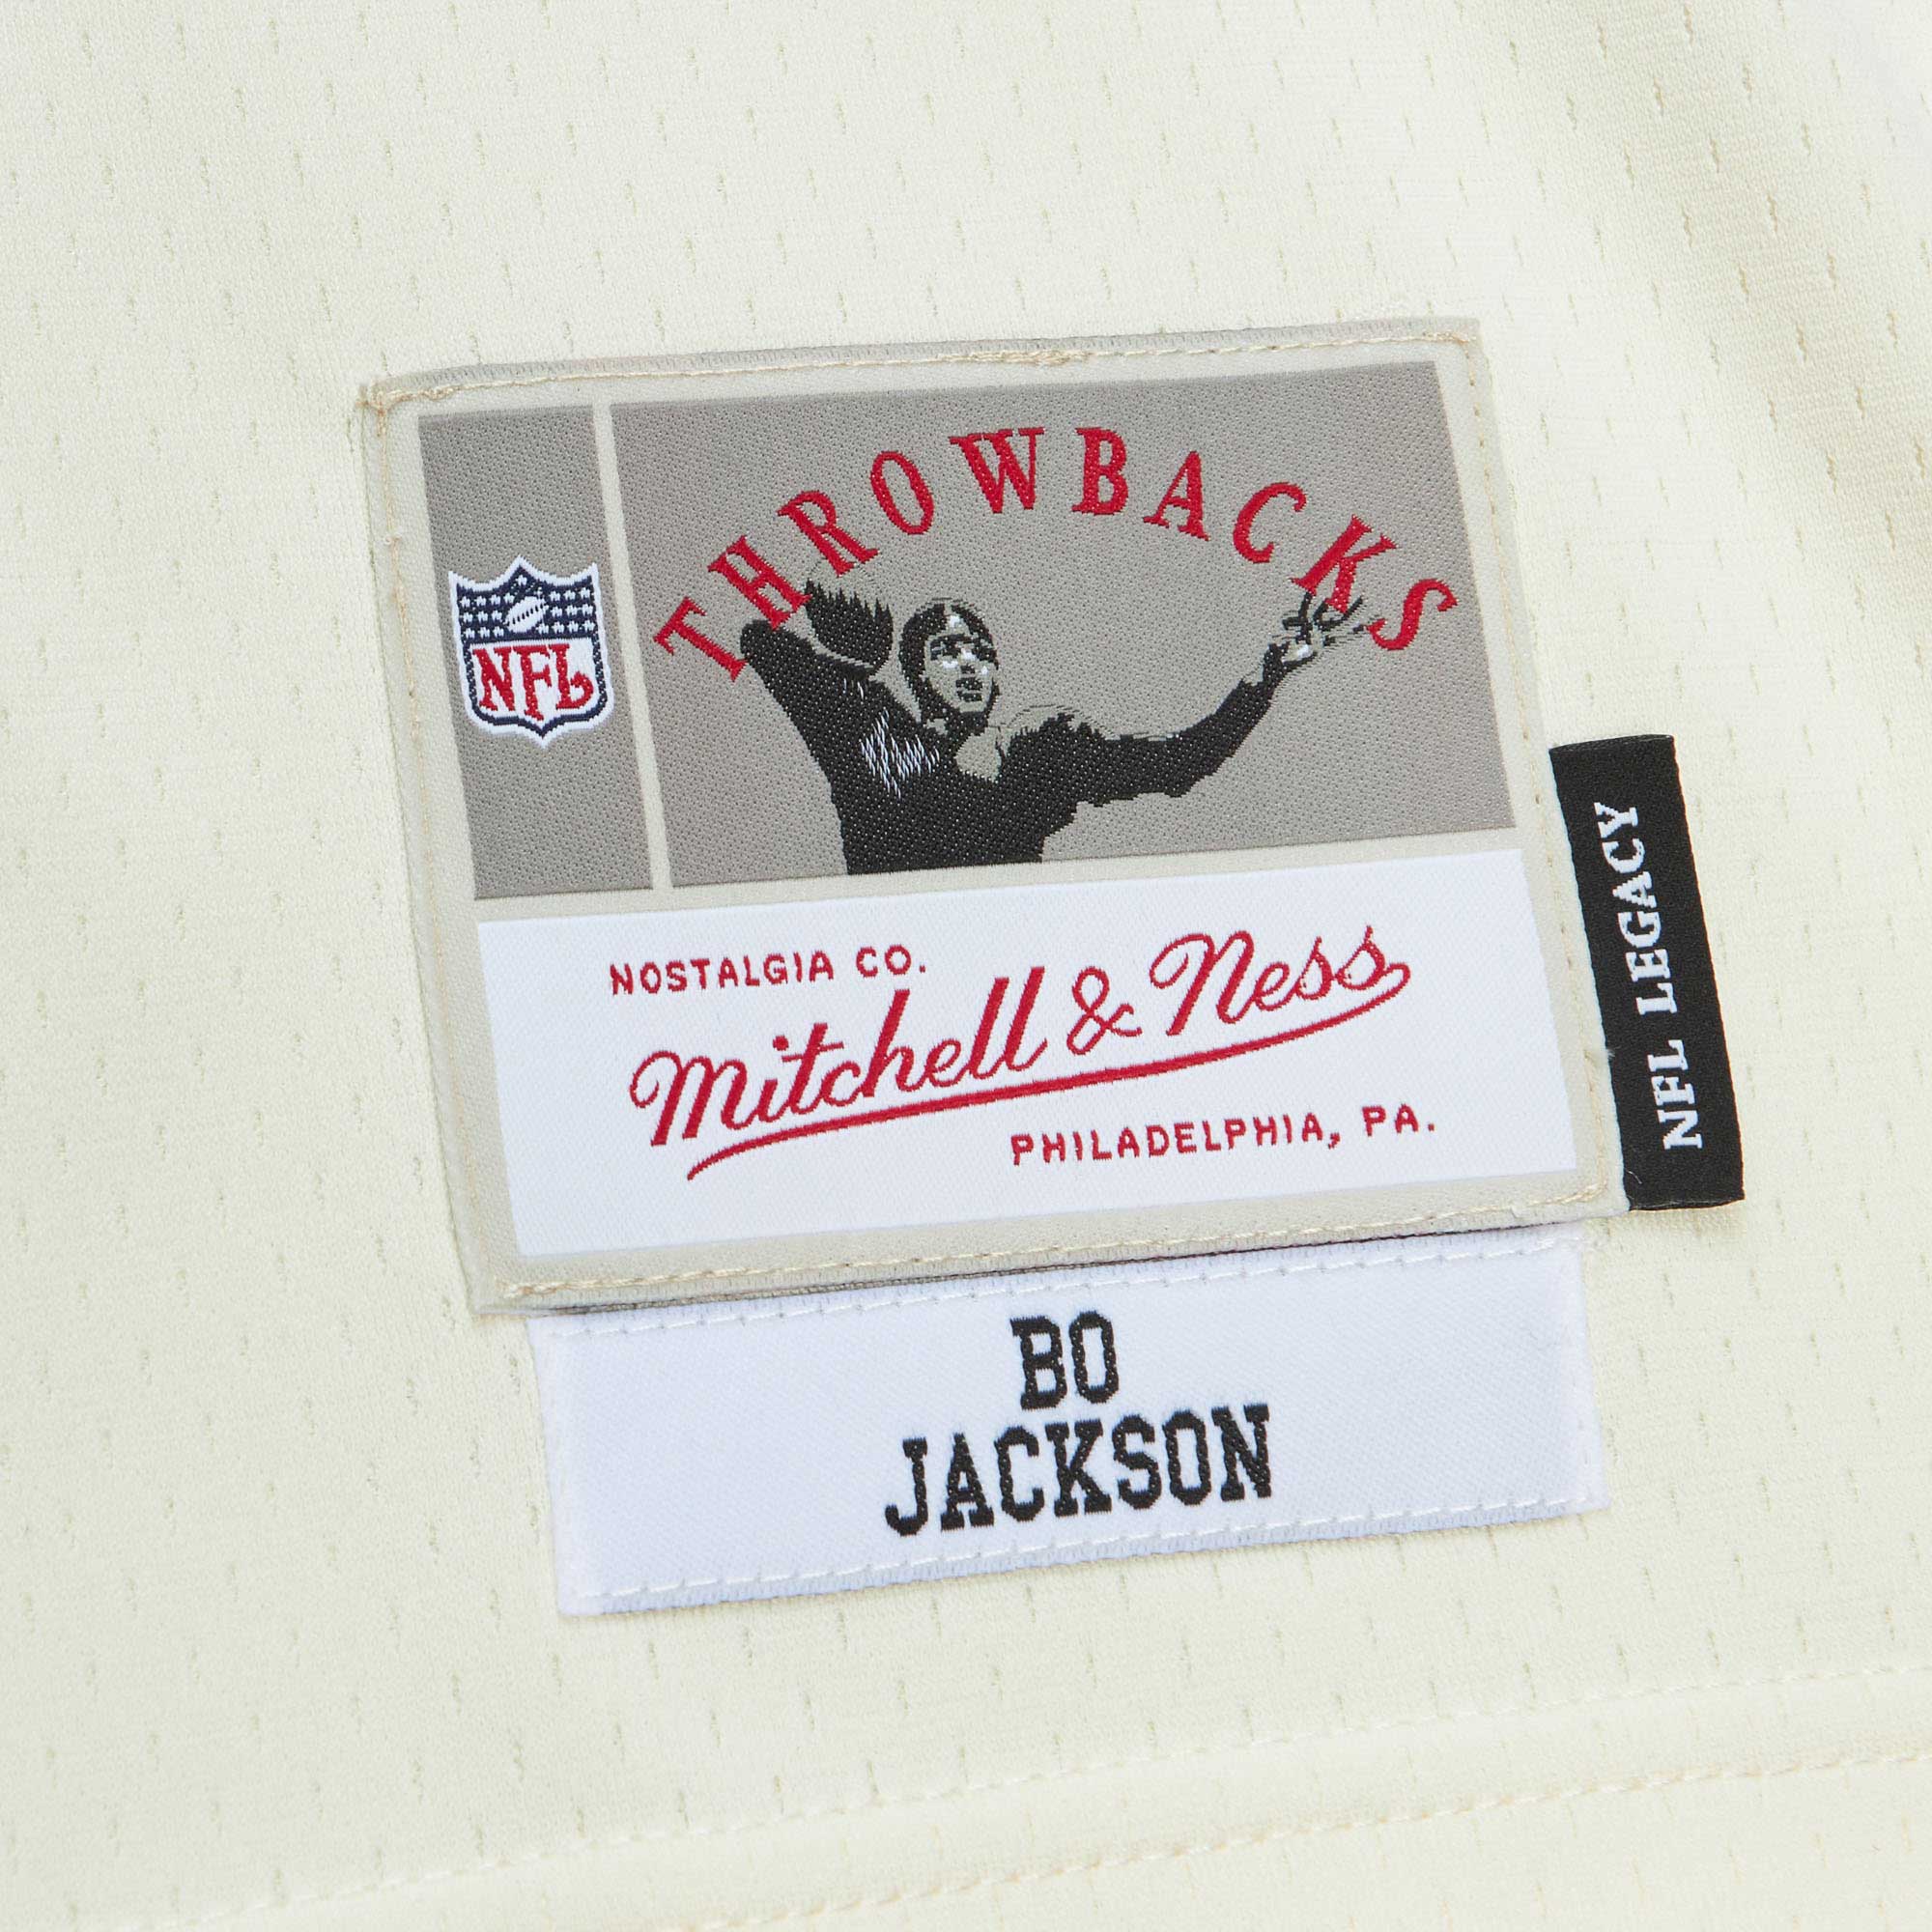 THROWBACKS
NFL
NOSTALGIA CO.
Mitchell & Ness
PHILADELPHIA, PA.
NFL LEGACY
BO
JACKSON